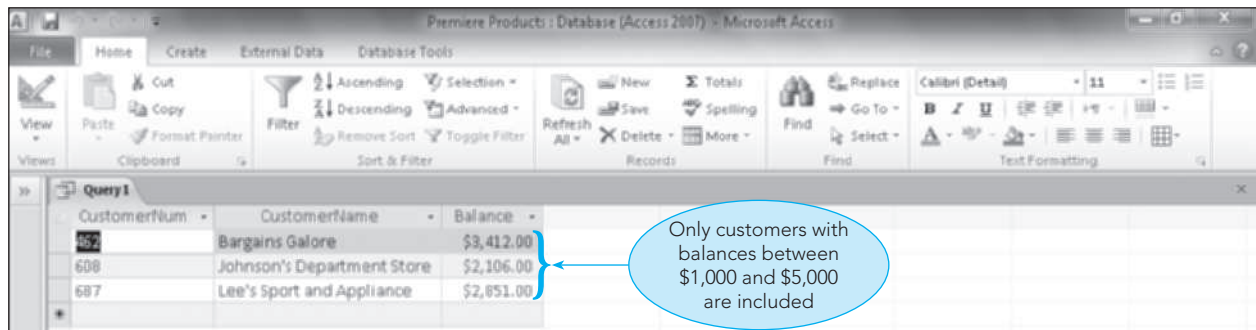 Premiere Products : Database (Access 2007) - Microsoft Access
File Home Create External Data Database Tools
View
Views
Paste
Cut
Copy
Format Painter
Clipboard
Filter
Ascending
Descending
Remove Sort
Selection
Advanced
Toggle Filter
Sort & Filter
Refresh
All
New
Save
Delete
Totals
Spelling
More
Records
Find
Replace
Go To
Select
Find
Calibri (Detail) 11
B I U
A
Text Formatting
Query1
CustomerNum CustomerName Balance
462 Bargains Galore $3,412.00
608 Johnson's Department Store $2,106.00
687 Lee's Sport and Appliance $2,851.00
Only customers with
balances between
$1,000 and $5,000
are included